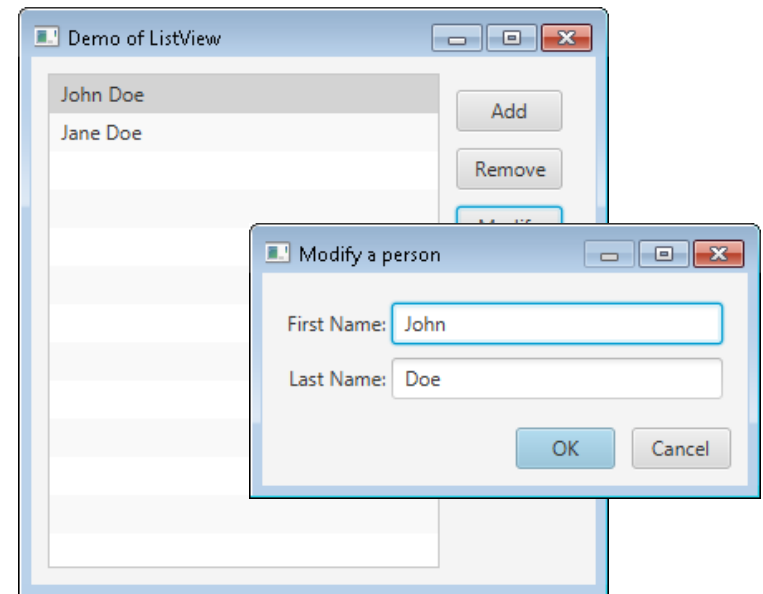 Demo of ListView
John Doe
Jane Doe
Add
Remove
Modify a person
First Name: John
Last Name: Doe
OK Cancel